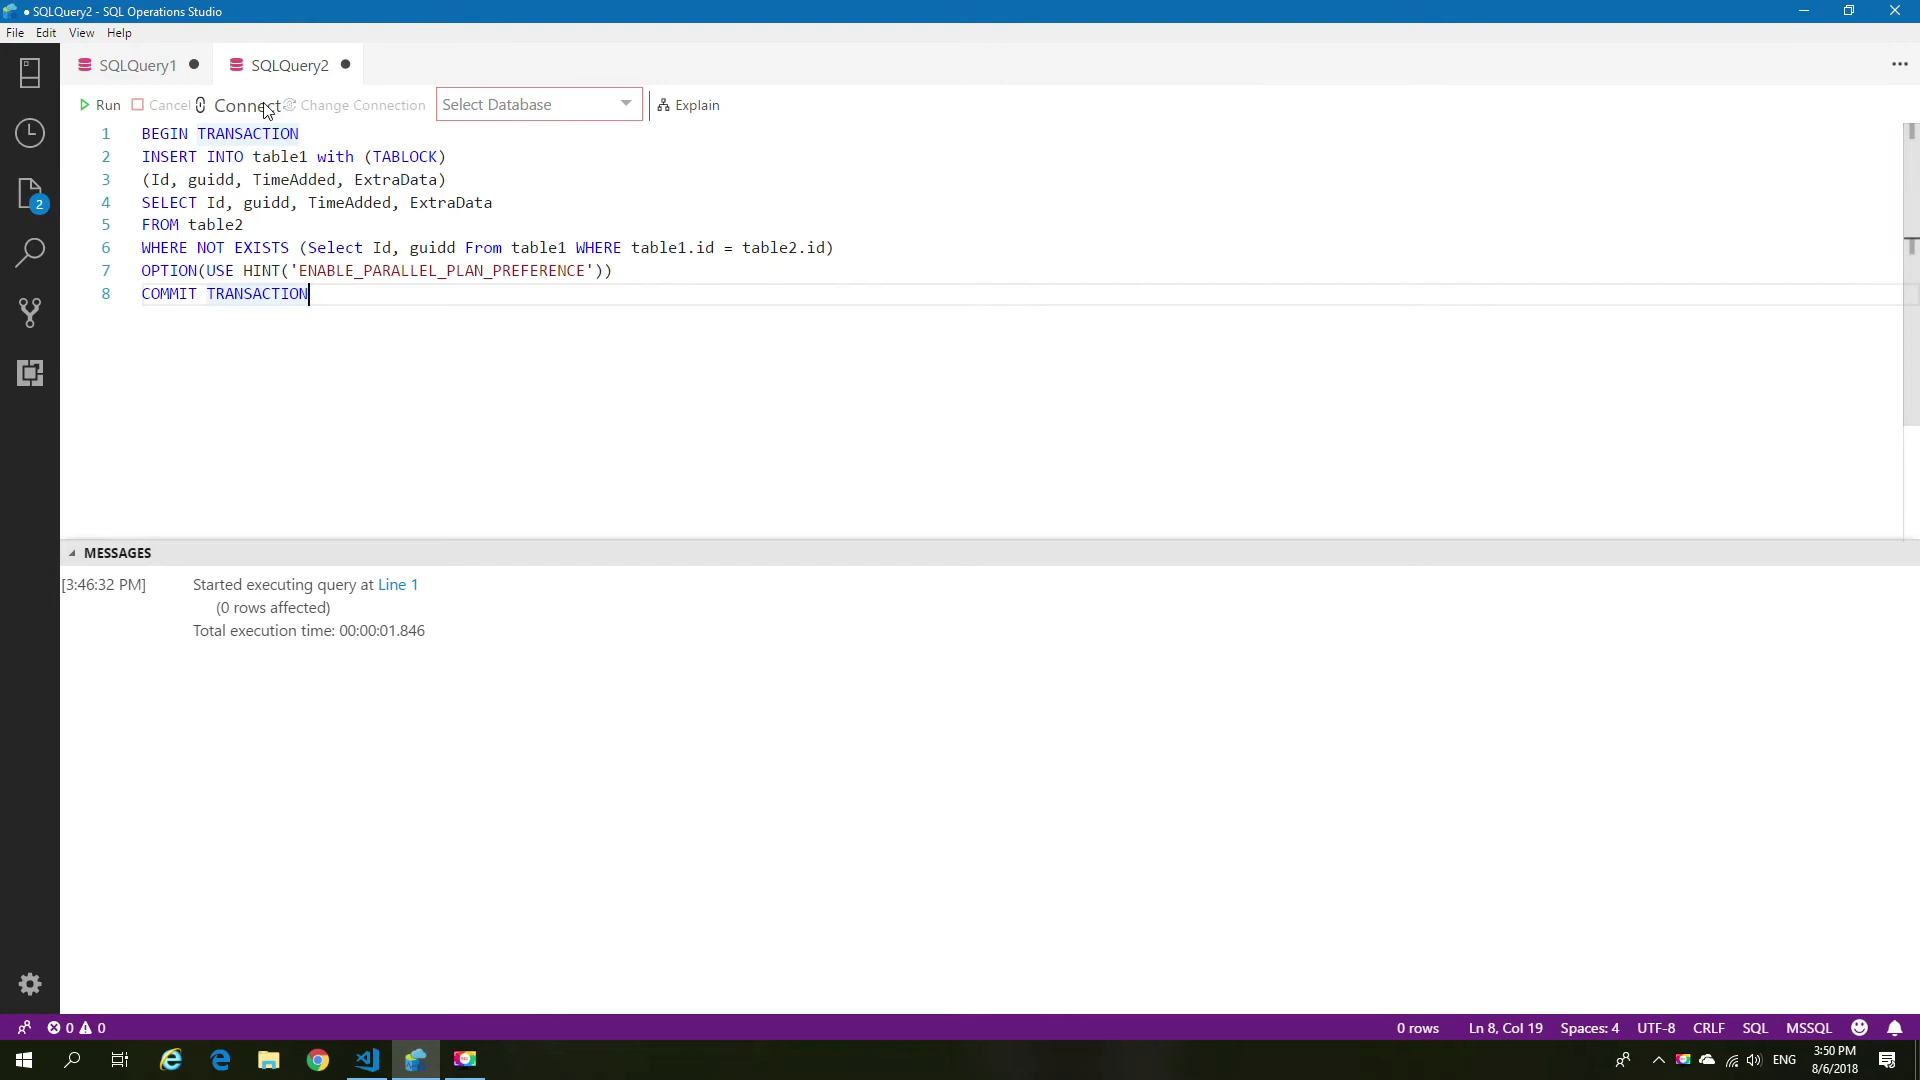 ● SQLQuery2 - SQL Operations Studio
File Edit View Help
SQLQuery1 ● SQLQuery2 ●
Run Cancel Connect Change Connection Select Database Explain
1 BEGIN TRANSACTION
2 INSERT INTO table1 with (TABLOCK)
3 (Id, guidd, TimeAdded, ExtraData)
4 SELECT Id, guidd, TimeAdded, ExtraData
5 FROM table2
6 WHERE NOT EXISTS (Select Id, guidd From table1 WHERE table1.id = table2.id)
7 OPTION(USE HINT('ENABLE_PARALLEL_PLAN_PREFERENCE'))
8 COMMIT TRANSACTION
2
MESSAGES
[3:46:32 PM] Started executing query at Line 1
(0 rows affected)
Total execution time: 00:00:01.846
0 0 0 rows Ln 8, Col 19 Spaces: 4 UTF-8 CRLF SQL MSSQL
ENG 3:50 PM
8/6/2018